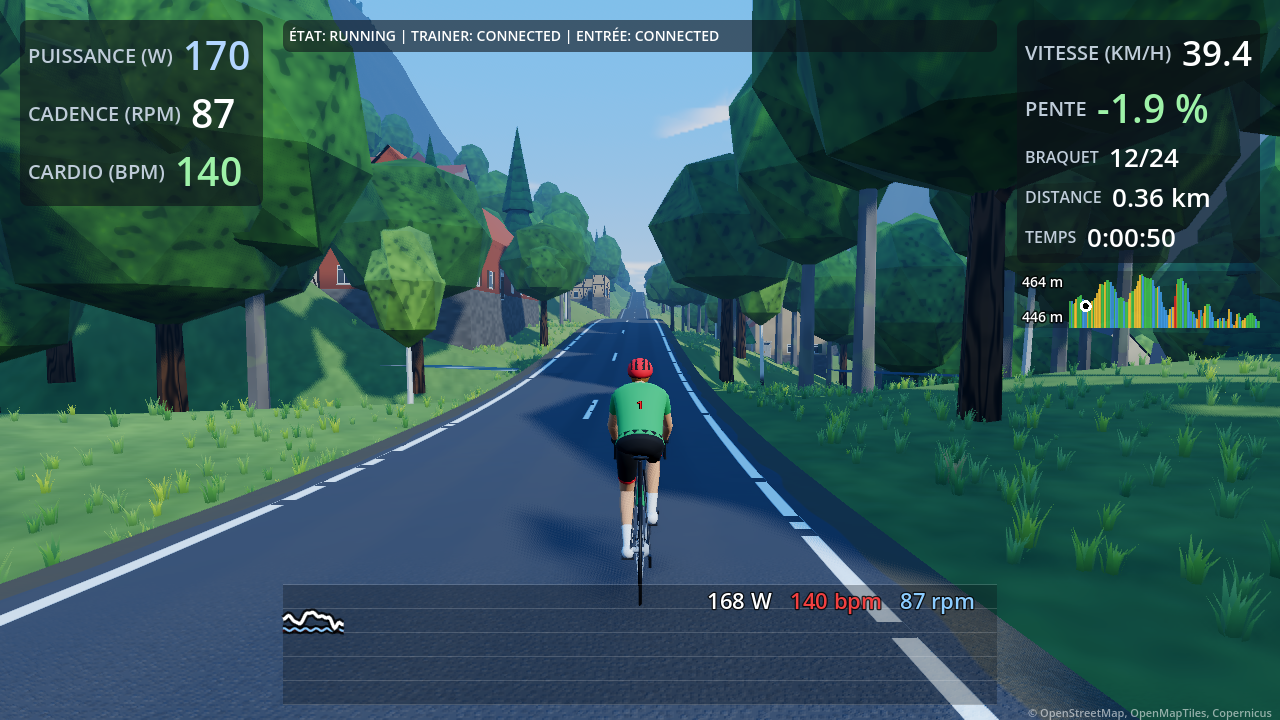 ÉTAT: RUNNING | TRAINER: CONNECTED | ENTRÉE: CONNECTED
PUISSANCE (W) 170
CADENCE (RPM) 87
CARDIO (BPM) 140
VITESSE (KM/H) 39.4
PENTE -1.9 %
BRAQUET 12/24
DISTANCE 0.36 km
TEMPS 0:00:50
464 m
446 m
1
168 W 140 bpm 87 rpm
© OpenStreetMap, OpenMapTiles, Copernicus